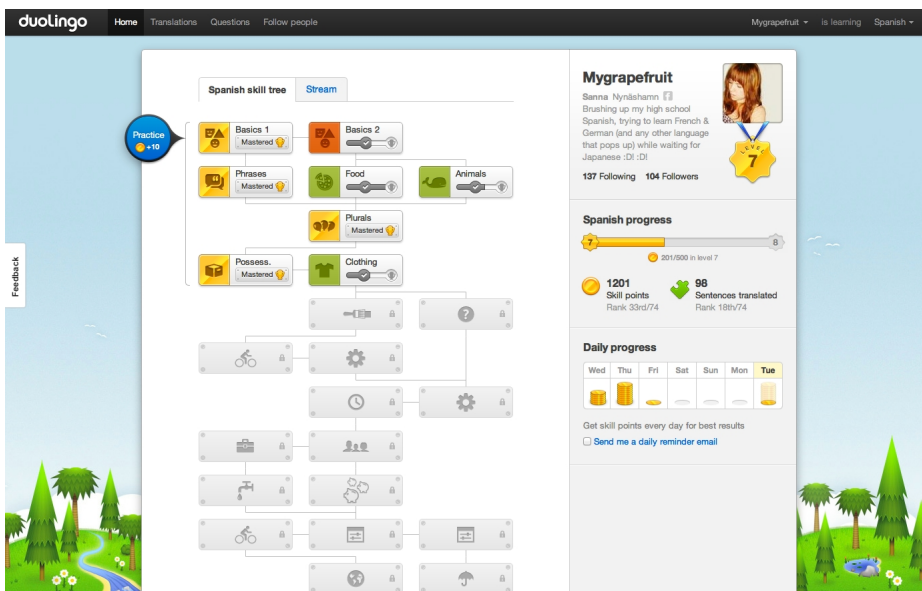 duolingo
Home Translations Questions Follow people
Mygrapefruit is learning Spanish
Feedback
Practice
+10
Spanish skill tree Stream
Basics 1
Mastered
Basics 2
Phrases
Mastered
Food
Animals
Plurals
Mastered
Possess.
Mastered
Clothing
Mygrapefruit
Sanna Nynäshamn
Brushing up my high school
Spanish, trying to learn French &
German (and any other language
that pops up) while waiting for
Japanese :D! :D!
137 Following 104 Followers
LEVEL
7
Spanish progress
7 8
201/500 in level 7
1201
Skill points
Rank 33rd/74
98
Sentences translated
Rank 18th/74
Daily progress
Wed Thu Fri Sat Sun Mon Tue
Get skill points every day for best results
Send me a daily reminder email